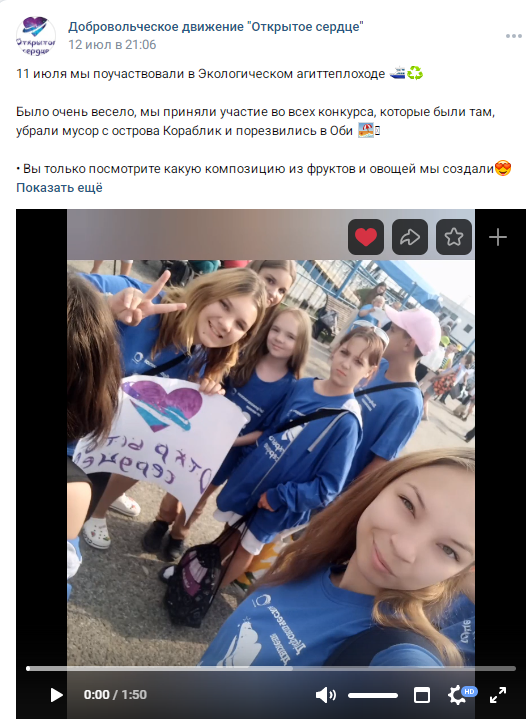 Добровольческое движение "Открытое сердце"
12 июл в 21:06
11 июля мы поучаствовали в Экологическом агиттеплоходе 🛥♻
Было очень весело, мы приняли участие во всех конкурса, которые были там,
убрали мусор с острова Кораблик и порезвились в Оби
• Вы только посмотрите какую композицию из фруктов и овощей мы создали😍
Показать ещё
Открытое
сердце
0:00 / 1:50
HD